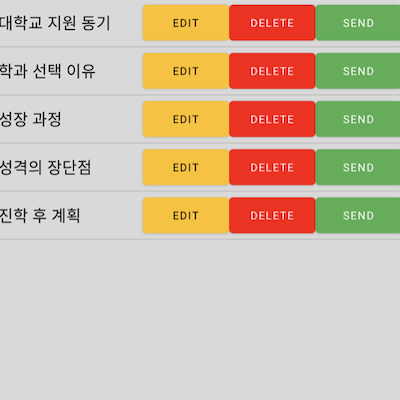 대학교 지원 동기 EDIT DELETE SEND
학과 선택 이유 EDIT DELETE SEND
성장 과정 EDIT DELETE SEND
성격의 장단점 EDIT DELETE SEND
진학 후 계획 EDIT DELETE SEND